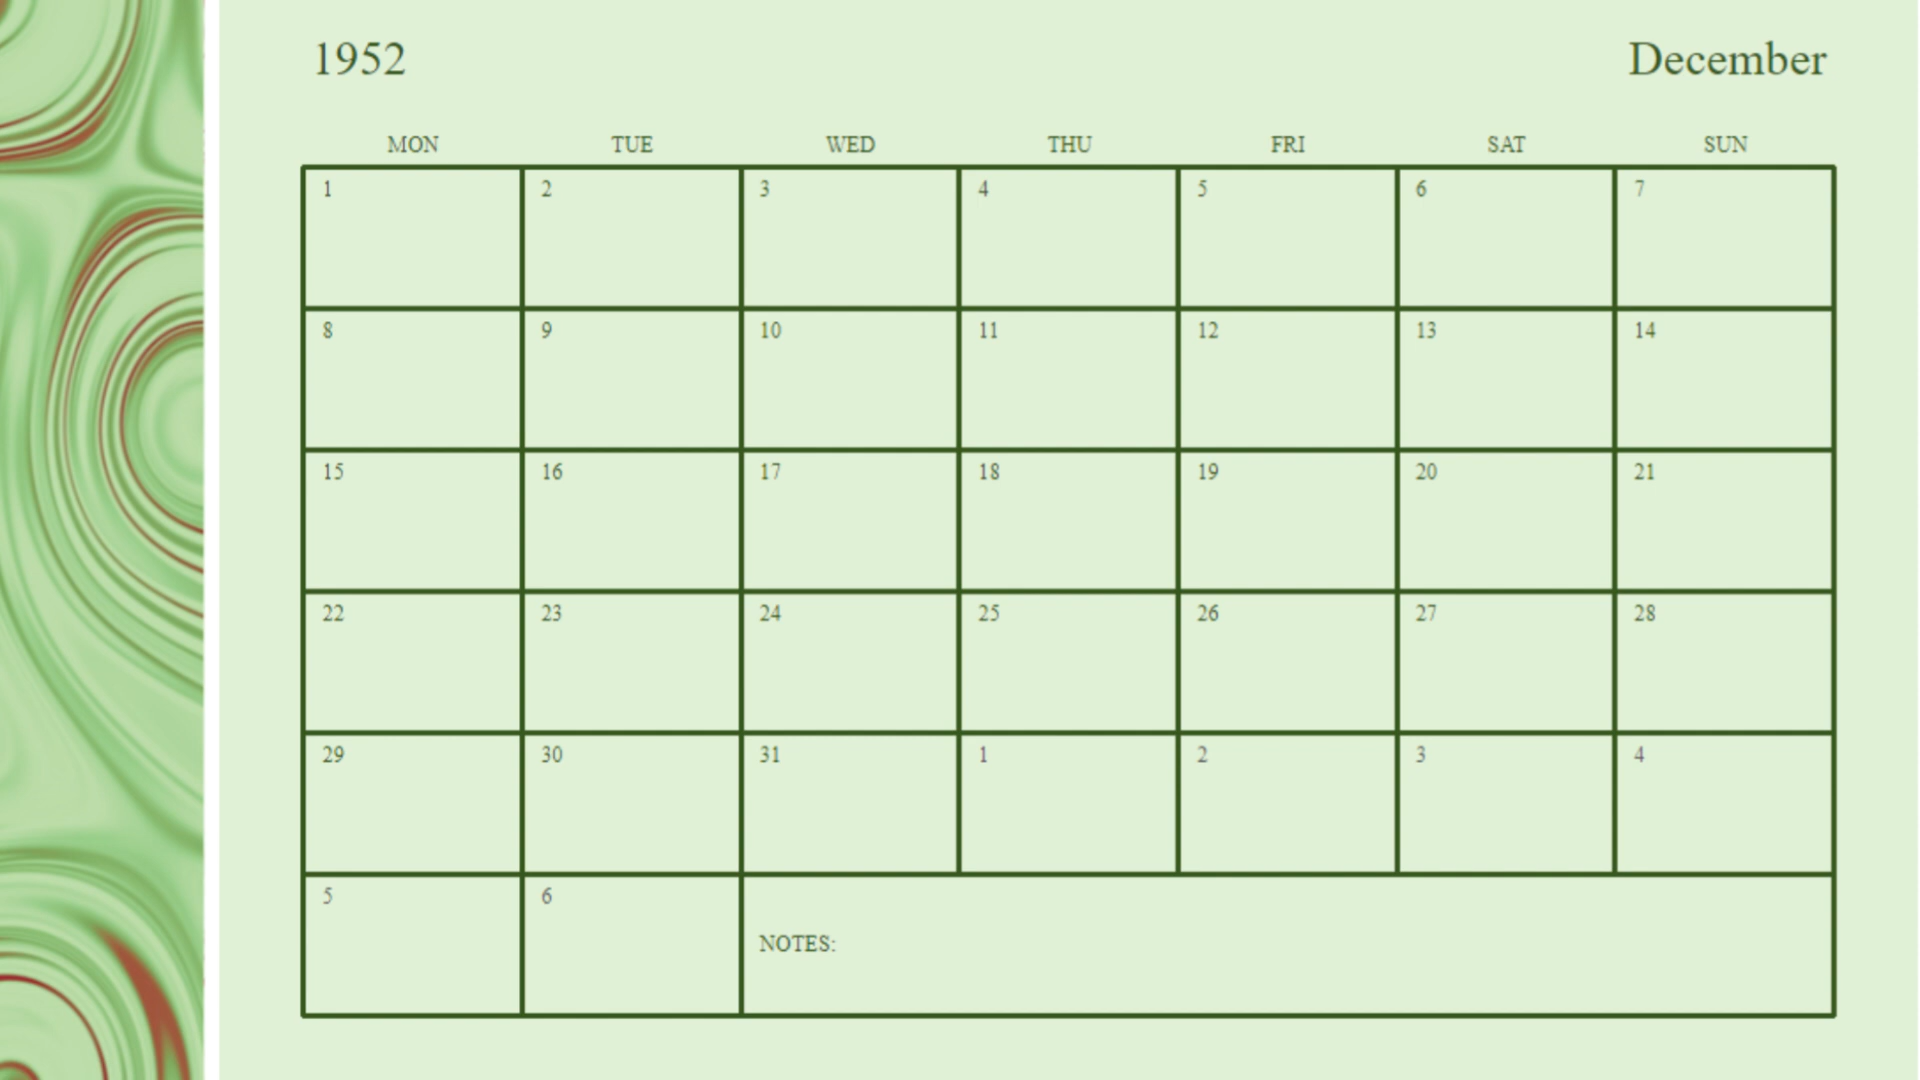 1952 December
MON TUE WED THU FRI SAT SUN
1 2 3 4 5 6 7
8 9 10 11 12 13 14
15 16 17 18 19 20 21
22 23 24 25 26 27 28
29 30 31 1 2 3 4
5 6
NOTES: